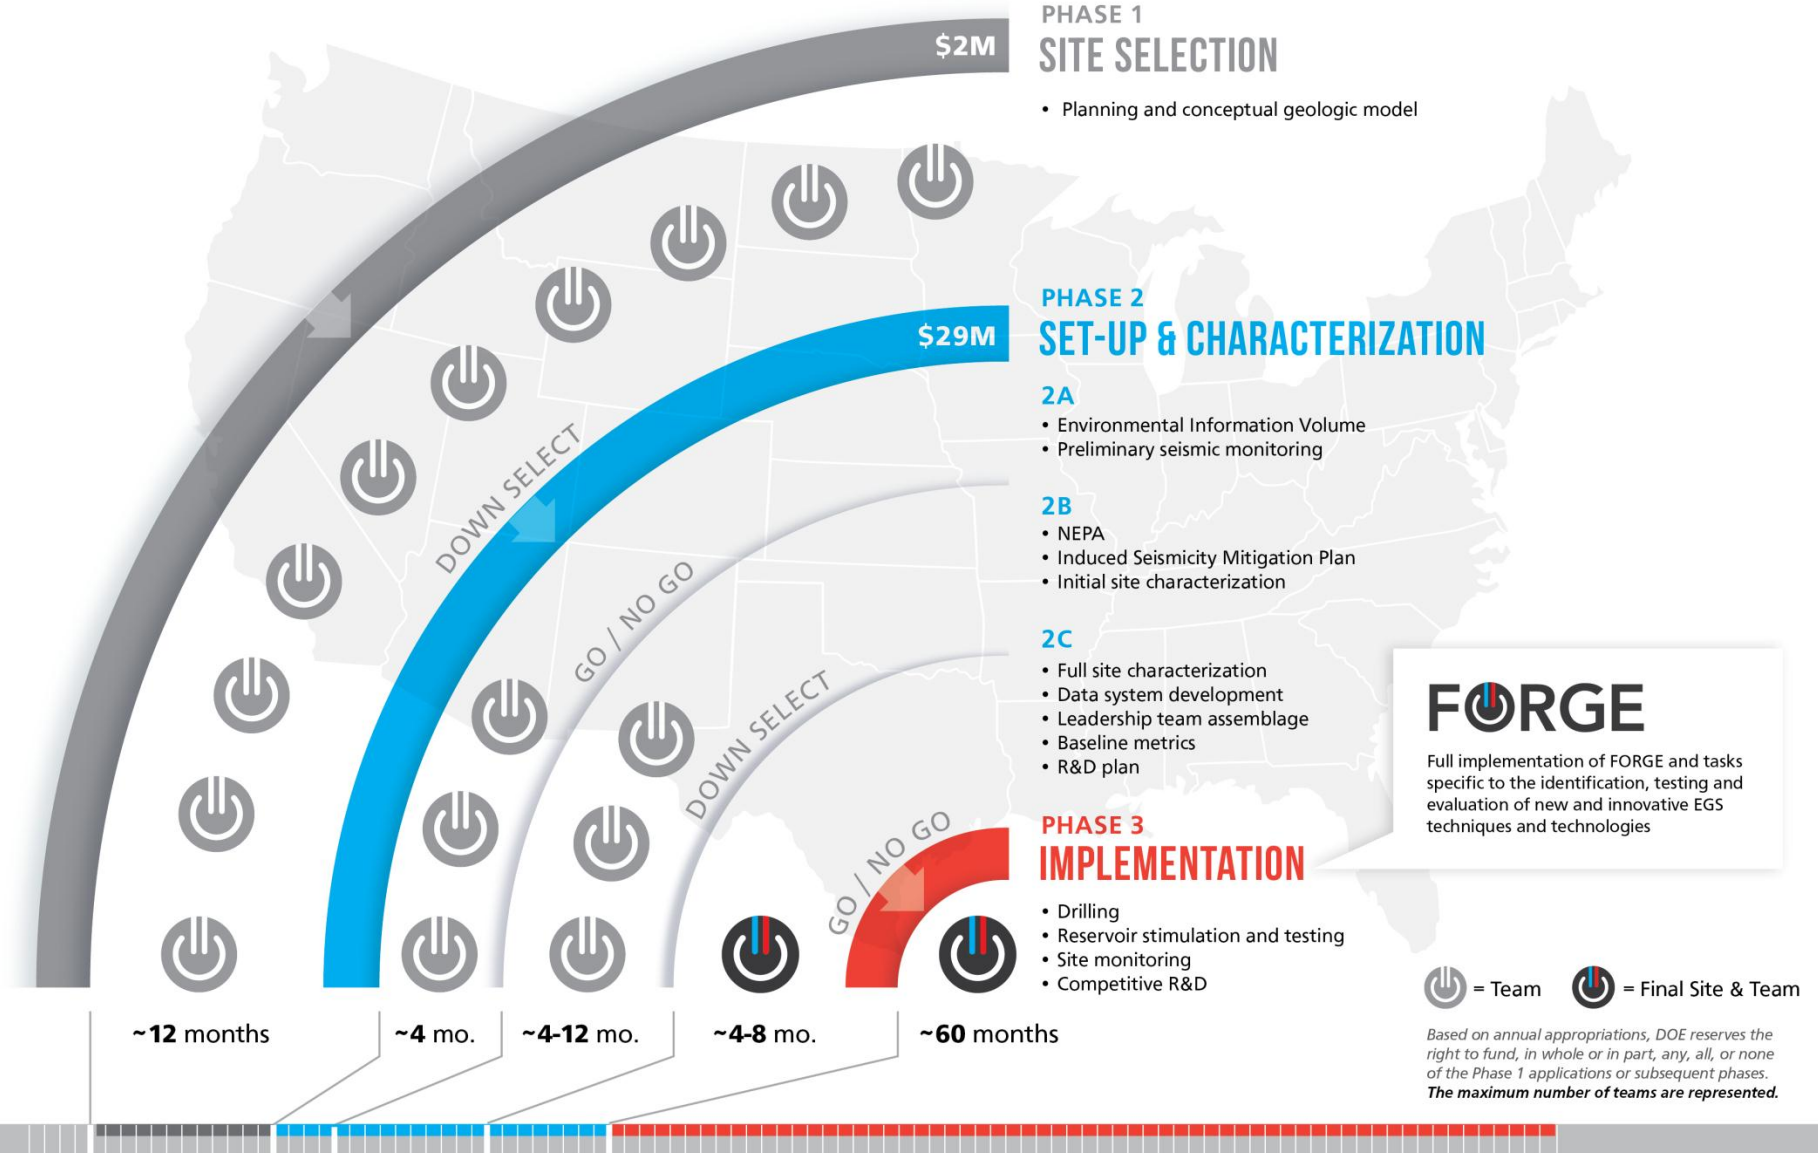 PHASE 1
$2M
SITE SELECTION
• Planning and conceptual geologic model
PHASE 2
$29M
SET-UP & CHARACTERIZATION
2A
• Environmental Information Volume
• Preliminary seismic monitoring
DOWN SELECT
2B
• NEPA
• Induced Seismicity Mitigation Plan
• Initial site characterization
GO / NO GO
2C
• Full site characterization
• Data system development
• Leadership team assemblage
• Baseline metrics
• R&D plan
DOWN SELECT
FORGE
Full implementation of FORGE and tasks
specific to the identification, testing and
evaluation of new and innovative EGS
techniques and technologies
PHASE 3
IMPLEMENTATION
GO / NO GO
• Drilling
• Reservoir stimulation and testing
• Site monitoring
• Competitive R&D
= Team
= Final Site & Team
~12 months
~4 mo.
~4-12 mo.
~4-8 mo.
~60 months
Based on annual appropriations, DOE reserves the
right to fund, in whole or in part, any, all, or none
of the Phase 1 applications or subsequent phases.
The maximum number of teams are represented.